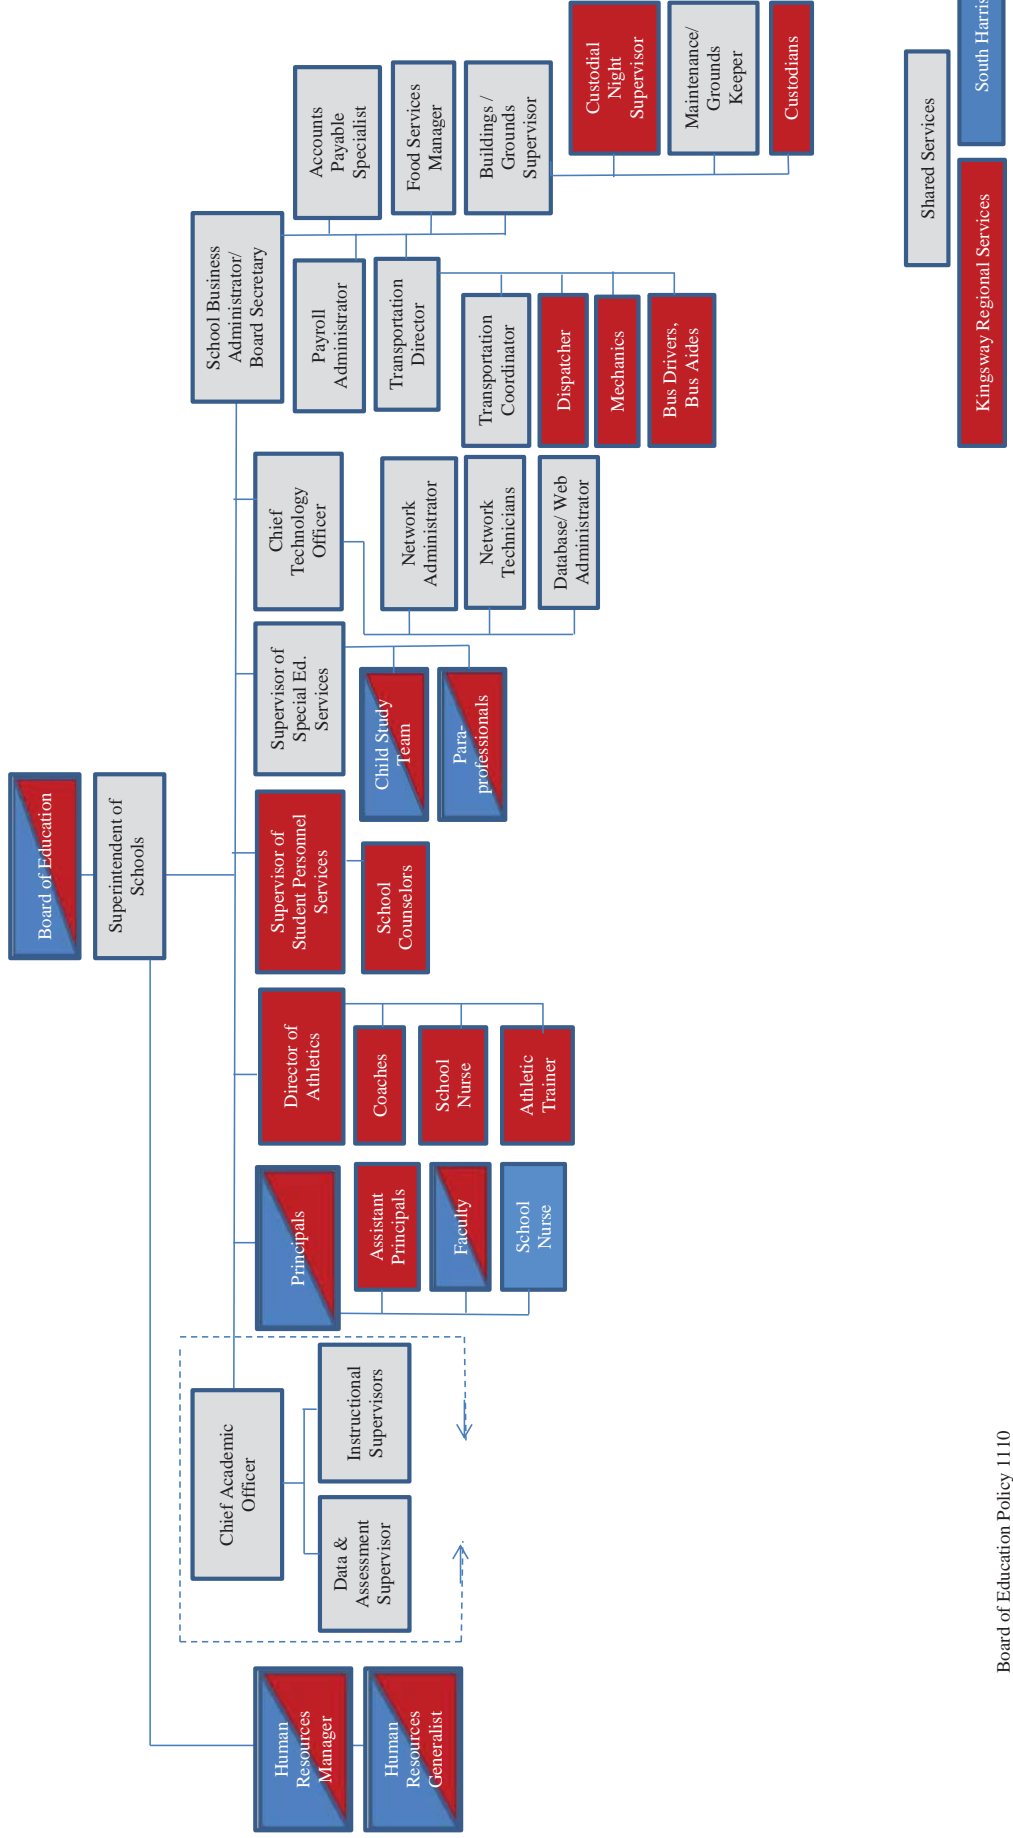 Board of Education
Superintendent of
Schools
Human
Resources
Manager
Human
Resources
Generalist
Chief Academic
Officer
Data &
Assessment
Supervisor
Instructional
Supervisors
Principals
Assistant
Principals
Faculty
School
Nurse
Director of
Athletics
Coaches
School
Nurse
Athletic
Trainer
Supervisor of
Student Personnel
Services
School
Counselors
Supervisor of
Special Ed.
Services
Child Study
Team
Para-
professionals
Chief
Technology
Officer
Network
Administrator
Network
Technicians
Database/ Web
Administrator
School Business
Administrator/
Board Secretary
Payroll
Administrator
Transportation
Director
Transportation
Coordinator
Dispatcher
Mechanics
Bus Drivers,
Bus Aides
Accounts
Payable
Specialist
Food Services
Manager
Buildings /
Grounds
Supervisor
Custodial
Night
Supervisor
Maintenance/
Grounds
Keeper
Custodians
Shared Services
Kingsway Regional Services
South Harris
Board of Education Policy 1110